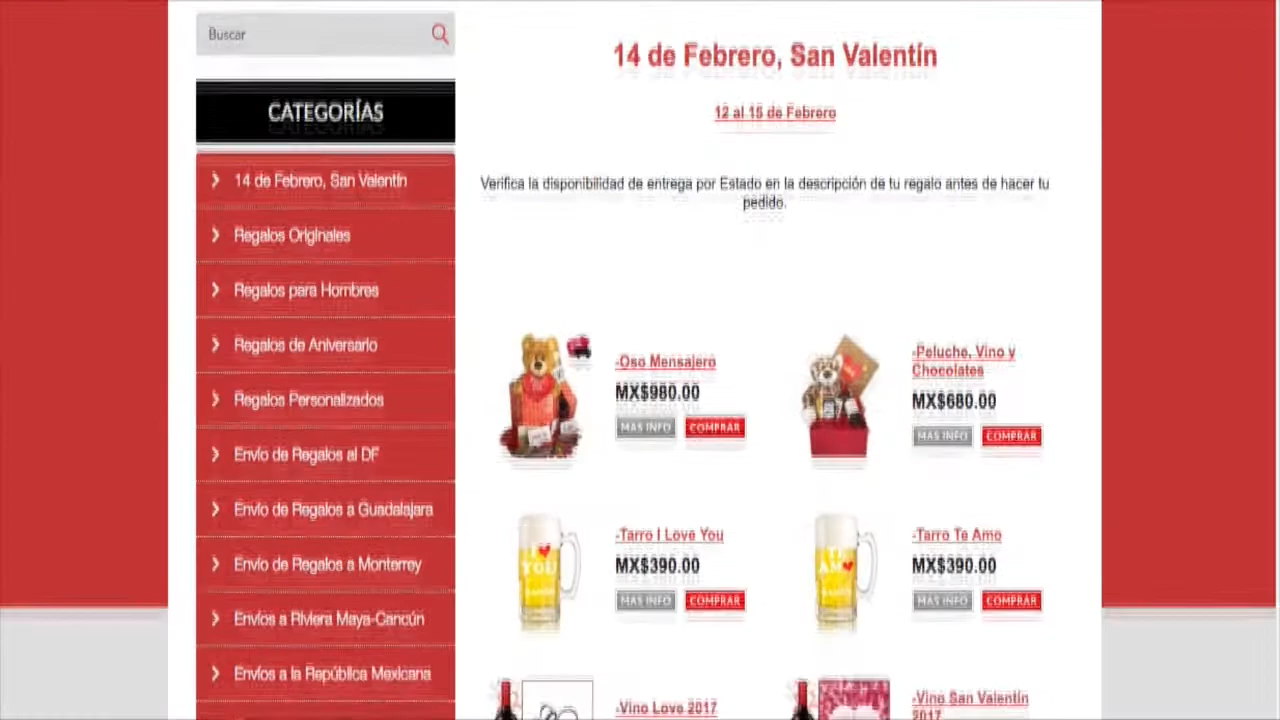 Buscar
CATEGORÍAS
14 de Febrero, San Valentín
Regalos Originales
Regalos para Hombres
Regalos de Aniversario
Regalos Personalizados
Envío de Regalos al DF
Envío de Regalos a Guadalajara
Envío de Regalos a Monterrey
Envíos a Riviera Maya-Cancún
Envíos a la República Mexicana
14 de Febrero, San Valentín
12 al 15 de Febrero
Verifica la disponibilidad de entrega por Estado en la descripción de tu regalo antes de hacer tu
pedido.
-Oso Mensajero
MX$980.00
MAS INFO COMPRAR
-Peluche, Vino y
Chocolates
MX$680.00
MAS INFO COMPRAR
YOU
-Tarro I Love You
MX$390.00
MAS INFO COMPRAR
-Tarro Te Amo
MX$390.00
MAS INFO COMPRAR
-Vino Love 2017
-Vino San Valentín
2017